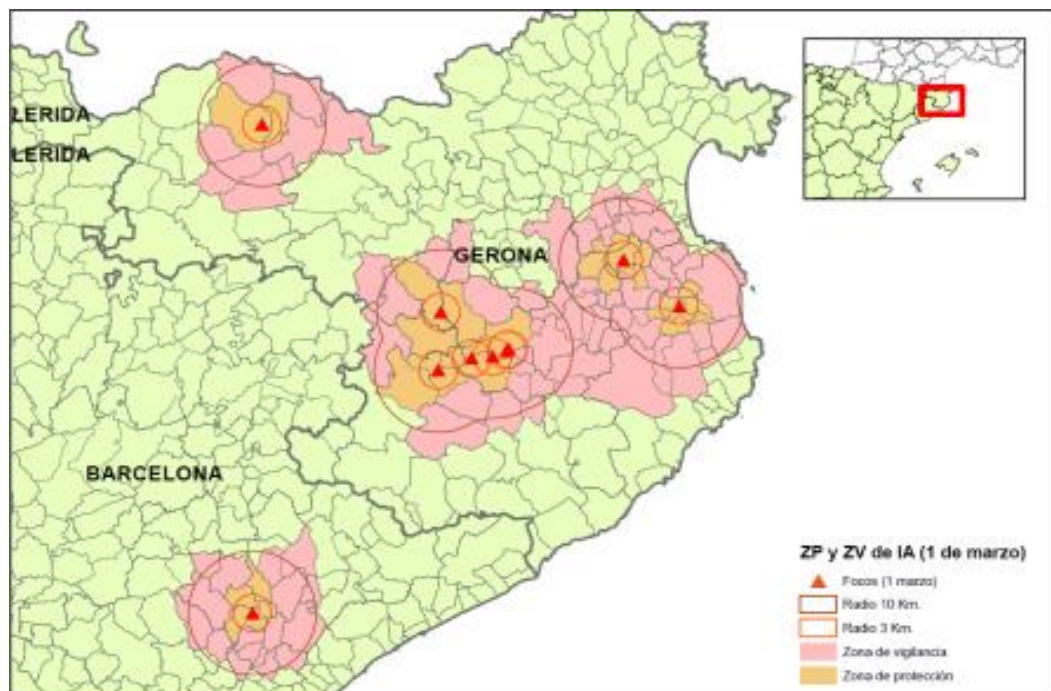 LERIDA
LERIDA
GERONA
BARCELONA
ZP y ZV de IA (1 de marzo)
Focos (1 marzo)
Radio 10 Km.
Radio 3 Km.
Zona de vigilancia
Zona de protección